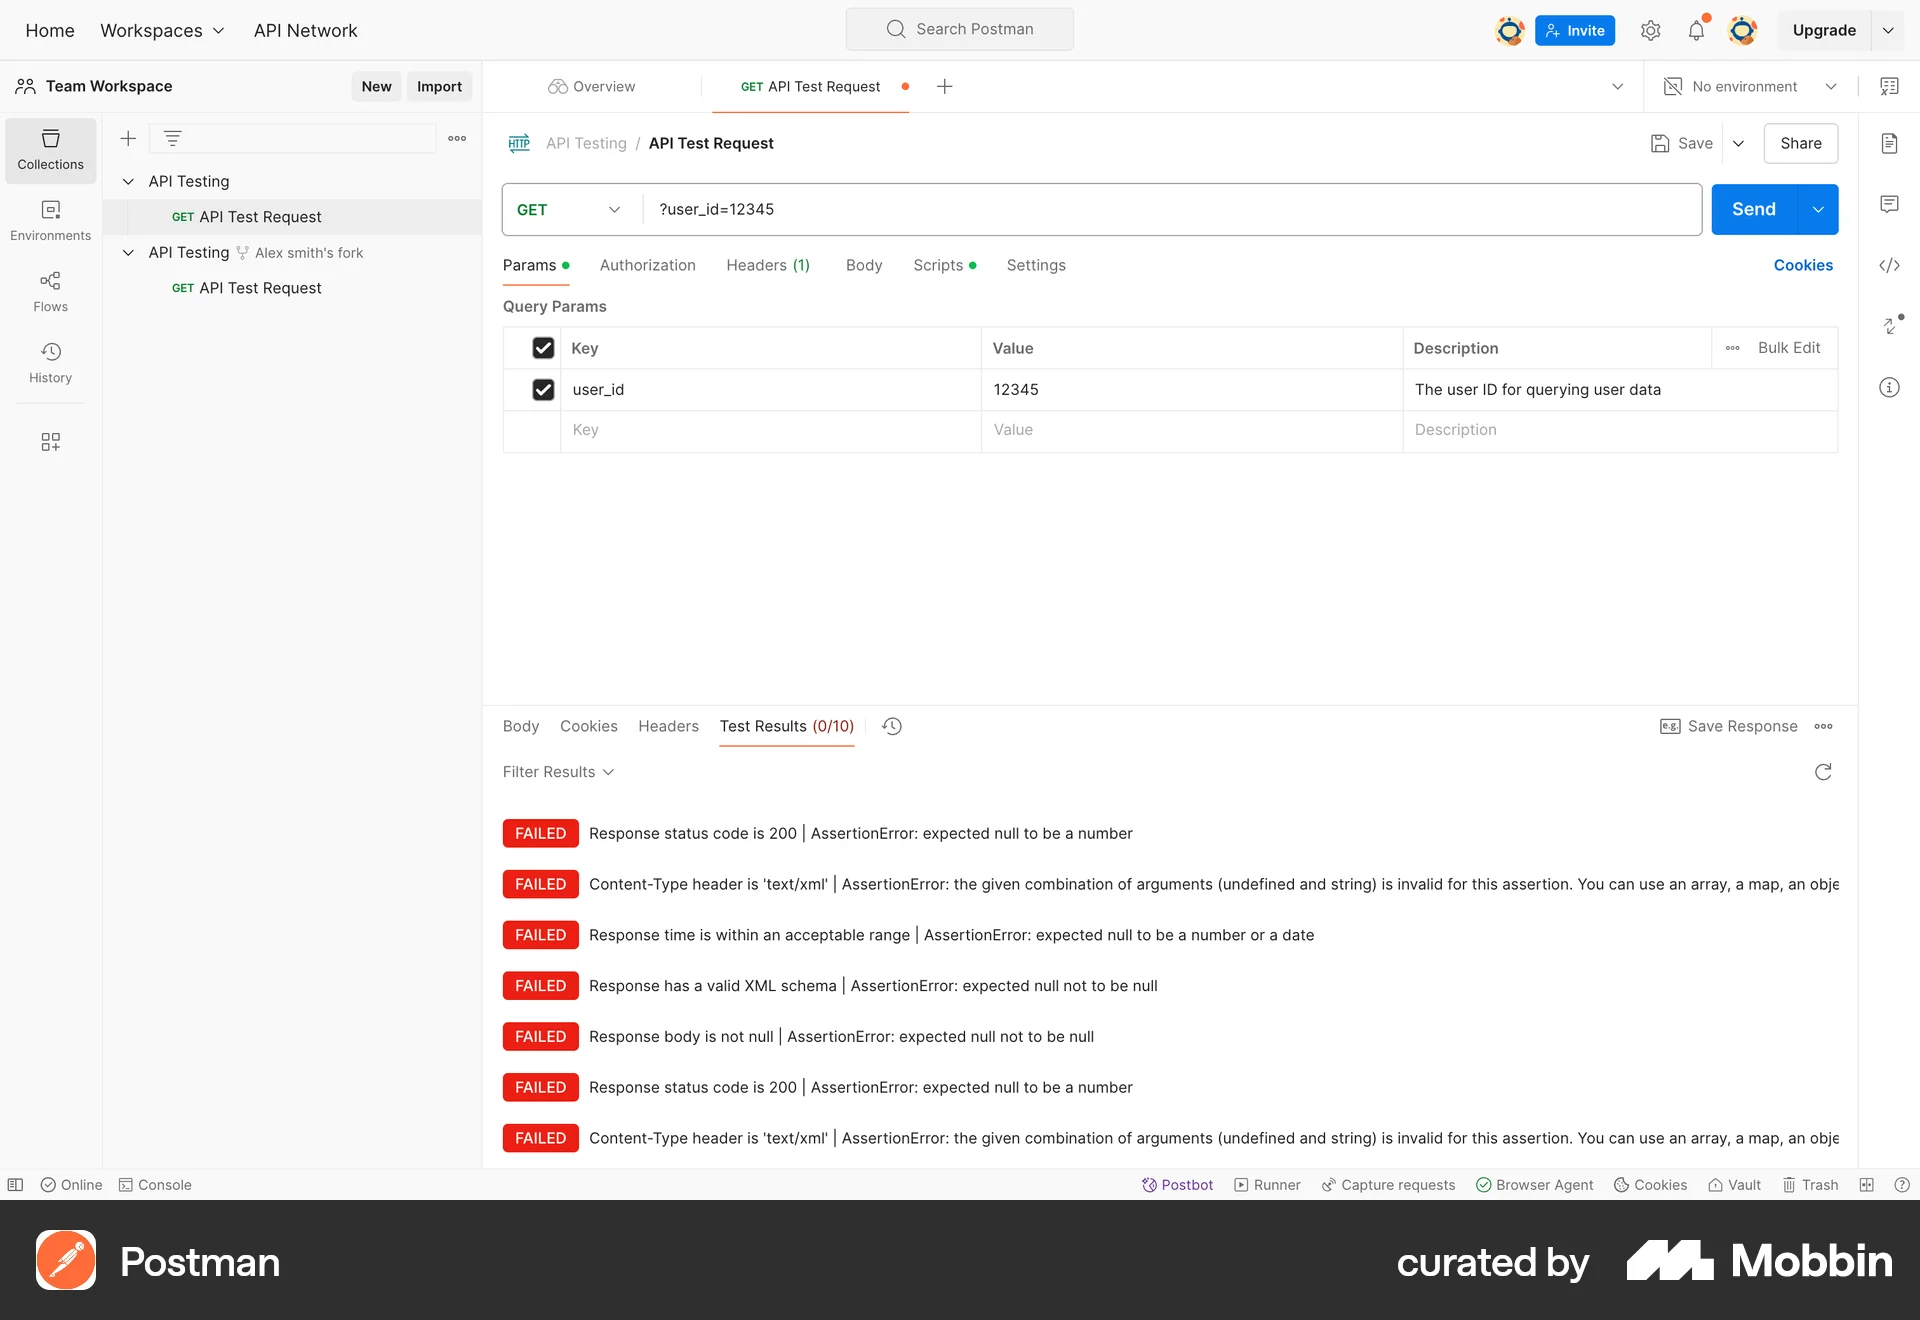 Home Workspaces API Network Search Postman Invite Upgrade
Team Workspace New Import Overview GET API Test Request No environment
Collections
Environments
Flows
History
API Testing
GET API Test Request
API Testing Alex smith's fork
GET API Test Request
HTTP API Testing / API Test Request Save Share
GET ?user_id=12345 Send
Params Authorization Headers (1) Body Scripts Settings Cookies
Query Params
Key Value Description Bulk Edit
user_id 12345 The user ID for querying user data
Key Value Description
Body Cookies Headers Test Results (0/10) e.g. Save Response
Filter Results
FAILED Response status code is 200 | AssertionError: expected null to be a number
FAILED Content-Type header is 'text/xml' | AssertionError: the given combination of arguments (undefined and string) is invalid for this assertion. You can use an array, a map, an obje
FAILED Response time is within an acceptable range | AssertionError: expected null to be a number or a date
FAILED Response has a valid XML schema | AssertionError: expected null not to be null
FAILED Response body is not null | AssertionError: expected null not to be null
FAILED Response status code is 200 | AssertionError: expected null to be a number
FAILED Content-Type header is 'text/xml' | AssertionError: the given combination of arguments (undefined and string) is invalid for this assertion. You can use an array, a map, an obje
Online Console Postbot Runner Capture requests Browser Agent Cookies Vault Trash
Postman curated by Mobbin